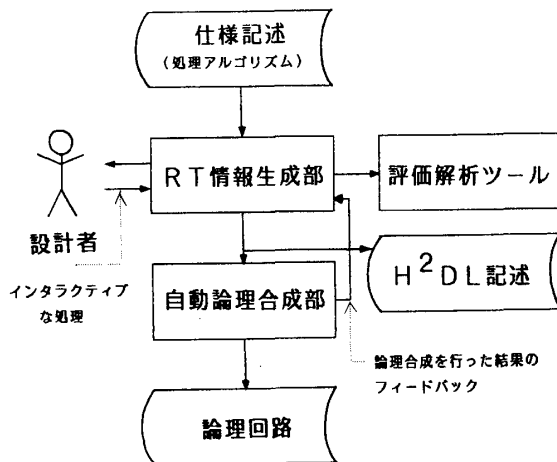 仕様記述
(処理アルゴリズム)
RT情報生成部
評価解析ツール
設計者
インタラクティブ
な処理
H²DL記述
自動論理合成部
論理合成を行った結果の
フィードバック
論理回路